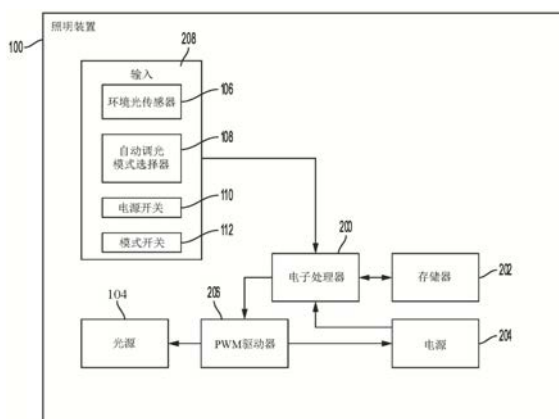 照明装置
100
208
输入
环境光传感器
106
自动调光
模式选择器
108
电源开关
110
模式开关
112
200
电子处理器
存储器
202
104
光源
206
PWM驱动器
电源
204